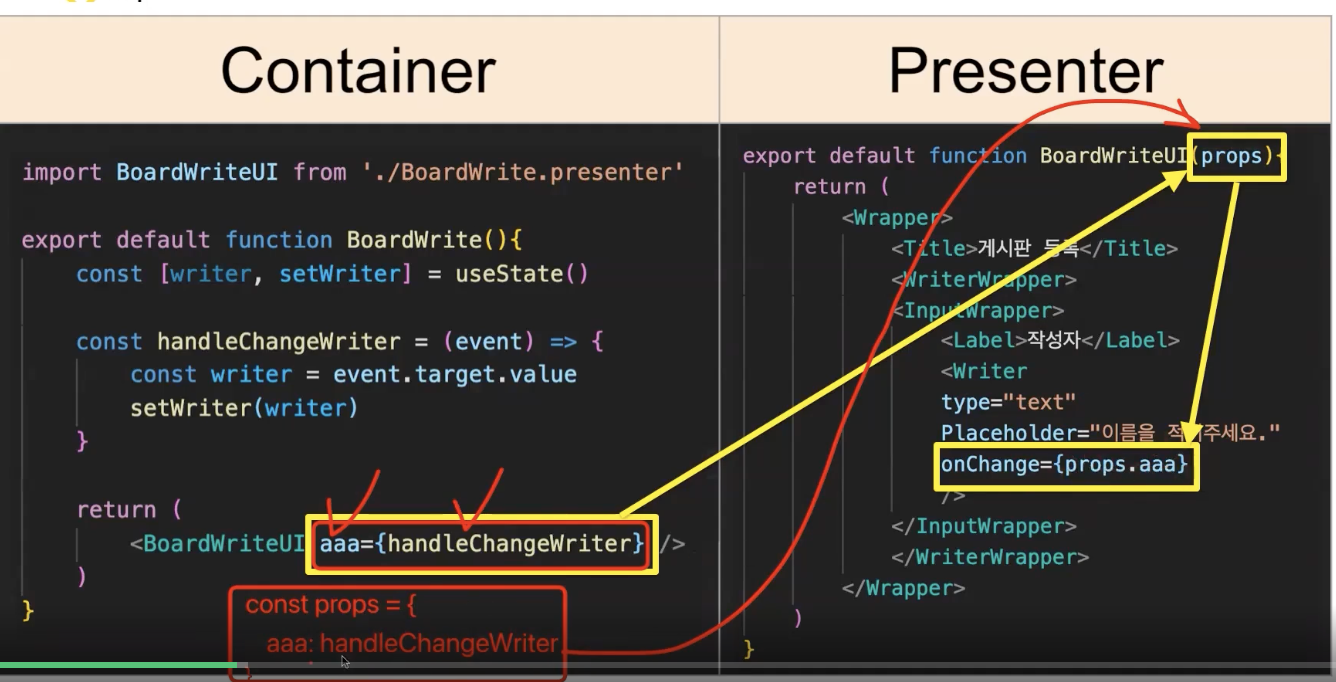 Container
Presenter
import BoardWriteUI from './BoardWrite.presenter'
export default function BoardWrite(){
const [writer, setWriter] = useState()
const handleChangeWriter = (event) => {
const writer = event.target.value
setWriter(writer)
}
return (
<BoardWriteUI aaa={handleChangeWriter} />
)
}
const props = {
aaa: handleChangeWriter
}
export default function BoardWriteUI(props){
return (
<Wrapper>
<Title>게시판 등록</Title>
<WriterWrapper>
<InputWrapper>
<Label>작성자</Label>
<Writer
type="text"
Placeholder="이름을 적어주세요."
onChange={props.aaa}
/>
</InputWrapper>
</WriterWrapper>
</Wrapper>
)
}